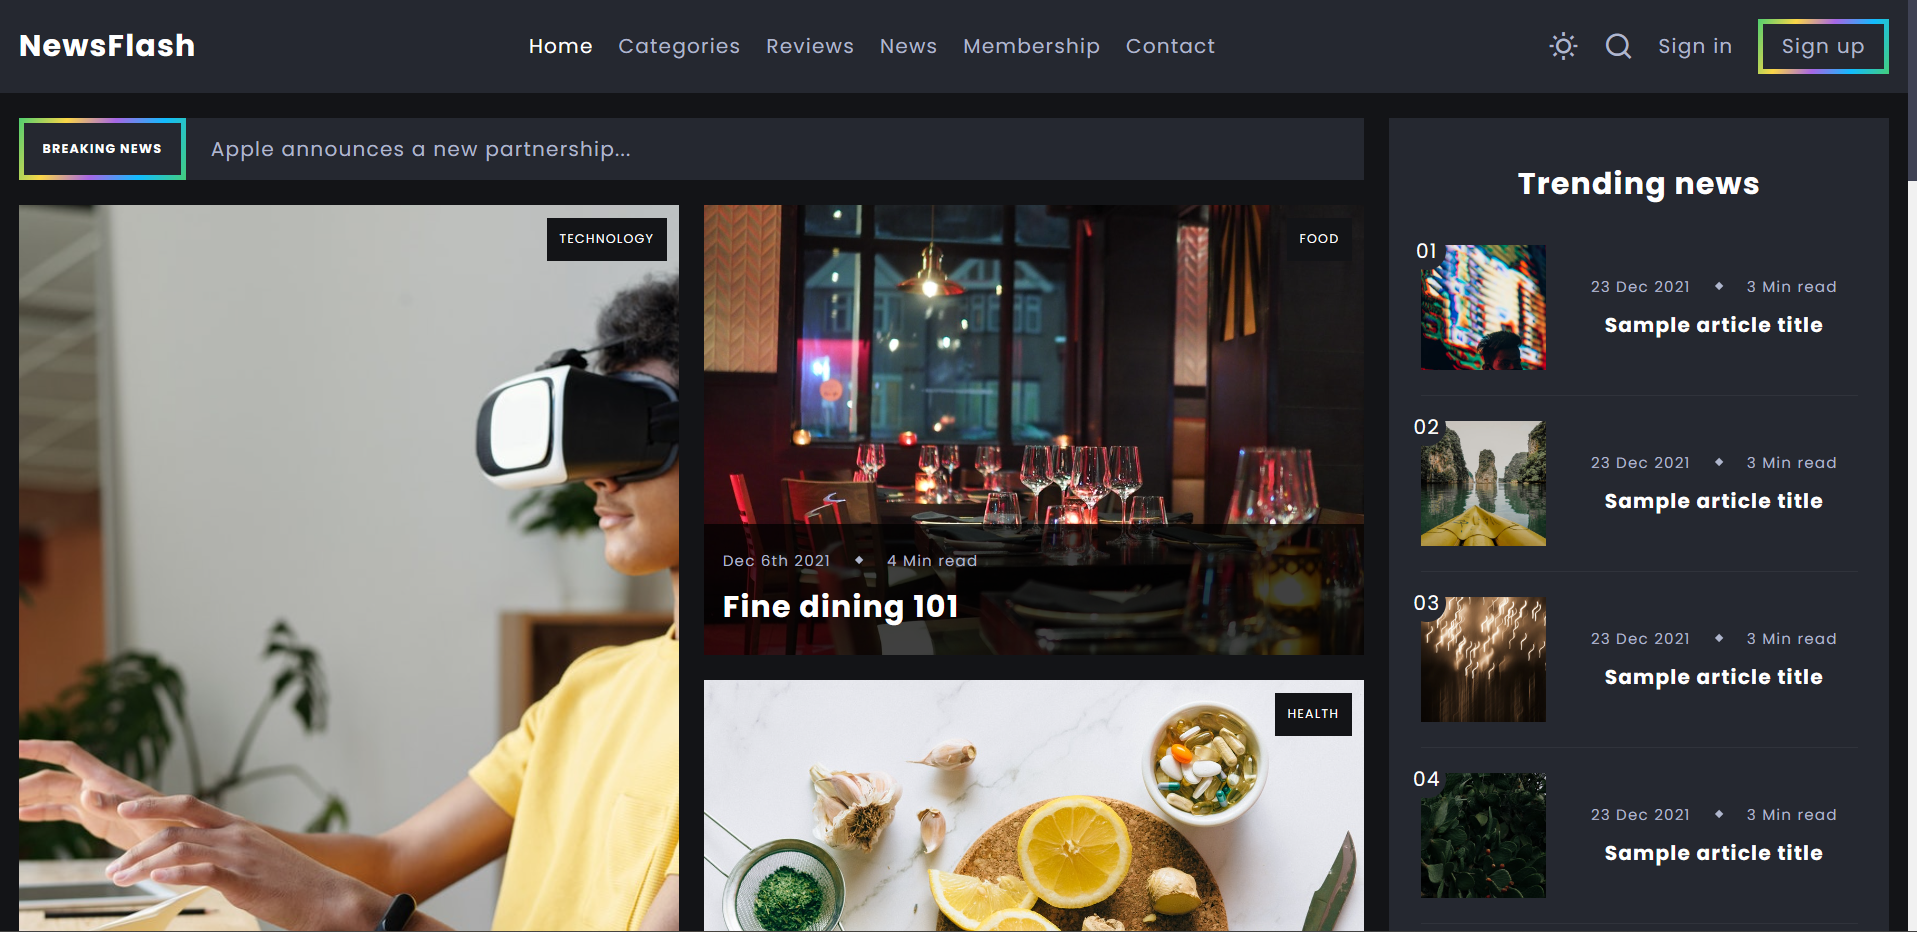 NewsFlash
Home Categories Reviews News Membership Contact
Sign in Sign up
BREAKING NEWS Apple announces a new partnership...
TECHNOLOGY
FOOD
Dec 6th 2021 ◆ 4 Min read
Fine dining 101
HEALTH
Trending news
01
23 Dec 2021 ◆ 3 Min read
Sample article title
02
23 Dec 2021 ◆ 3 Min read
Sample article title
03
23 Dec 2021 ◆ 3 Min read
Sample article title
04
23 Dec 2021 ◆ 3 Min read
Sample article title